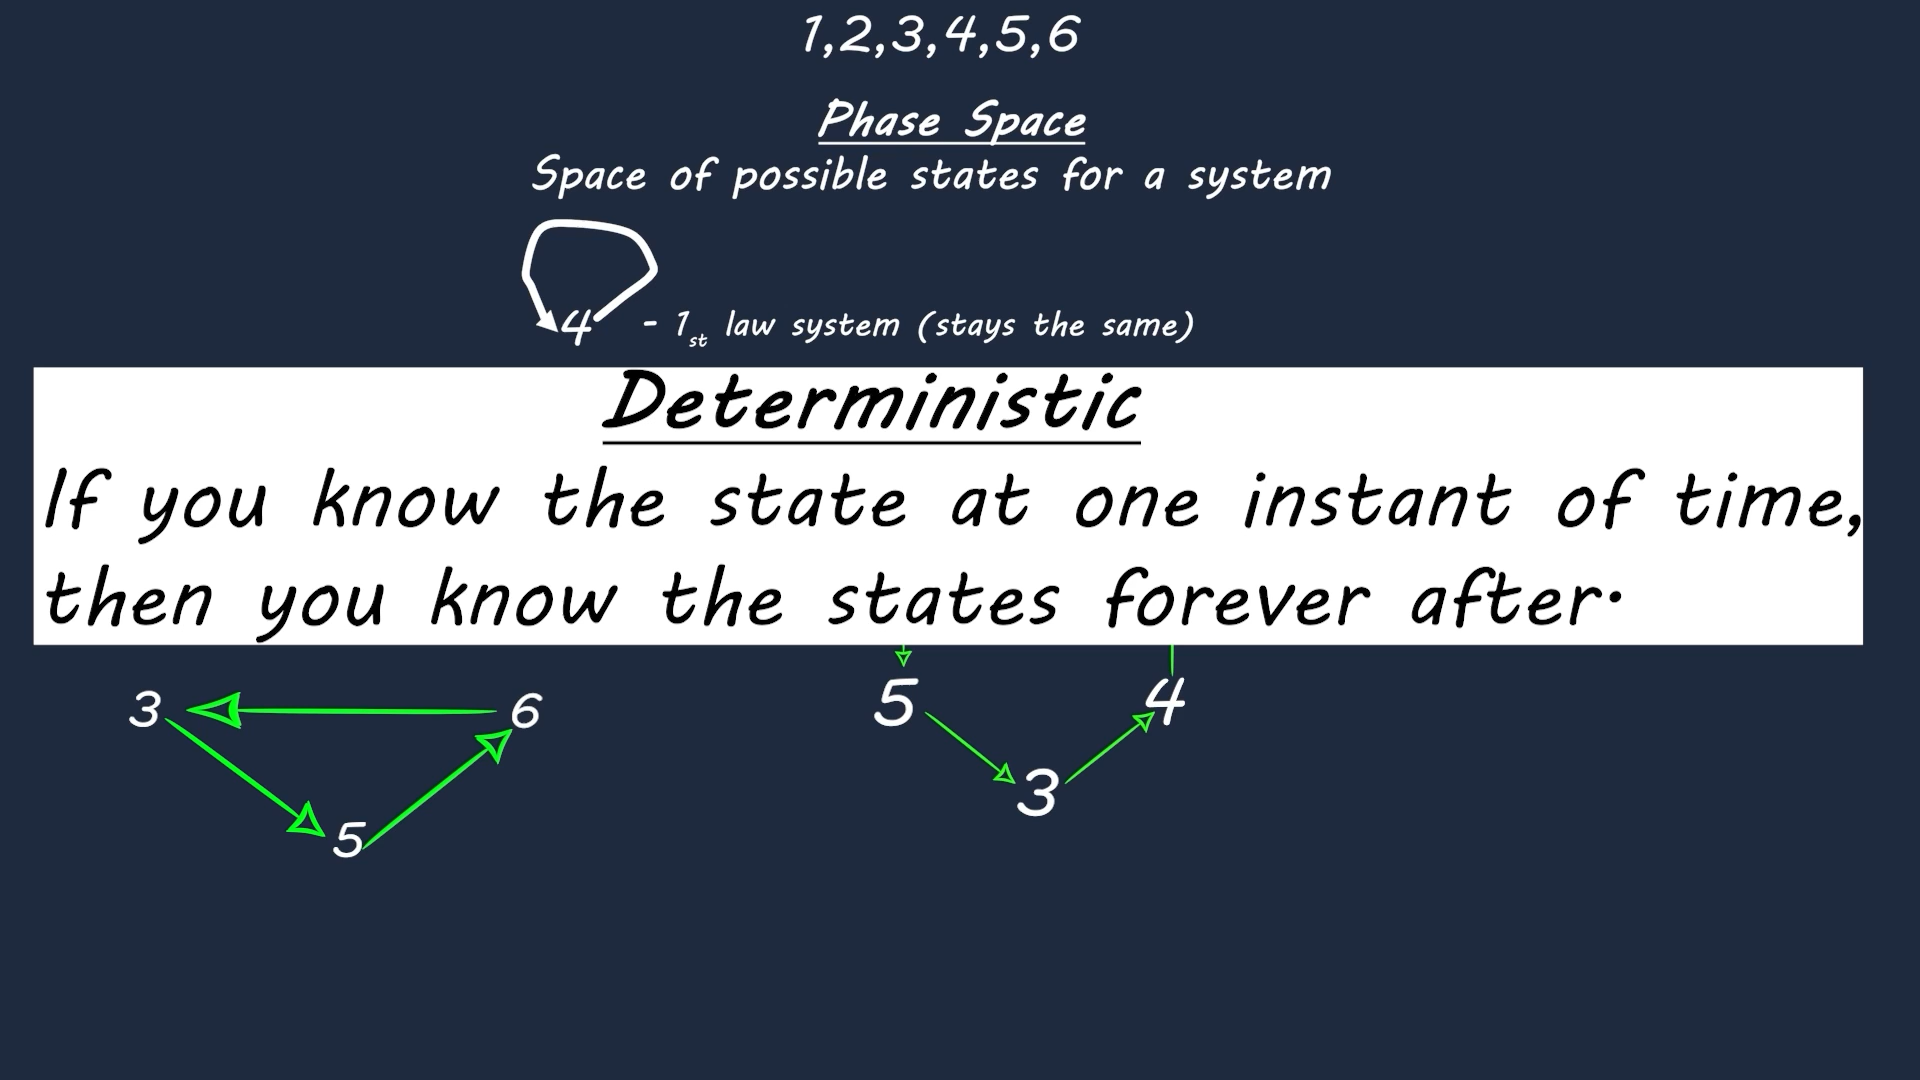 1,2,3,4,5,6
Phase Space
Space of possible states for a system
4 - 1st law system (stays the same)
Deterministic
If you know the state at one instant of time,
then you know the states forever after.
3 6 5 4
3
5